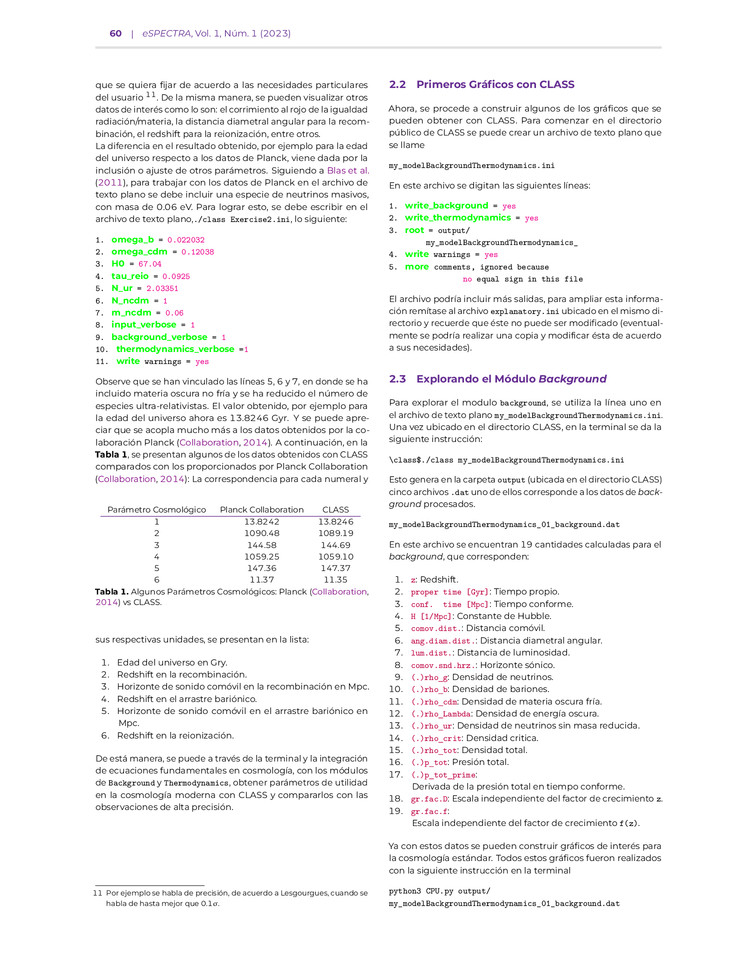 60 | eSPECTRA, Vol. 1, Núm. 1 (2023)
que se quiera fijar de acuerdo a las necesidades particulares
del usuario 11. De la misma manera, se pueden visualizar otros
datos de interés como lo son: el corrimiento al rojo de la igualdad
radiación/materia, la distancia diametral angular para la recom-
binación, el redshift para la reionización, entre otros.
La diferencia en el resultado obtenido, por ejemplo para la edad
del universo respecto a los datos de Planck, viene dada por la
inclusión o ajuste de otros parámetros. Siguiendo a Blas et al.
(2011), para trabajar con los datos de Planck en el archivo de
texto plano se debe incluir una especie de neutrinos masivos,
con masa de 0.06 eV. Para lograr esto, se debe escribir en el
archivo de texto plano, ./class Exercise2.ini, lo siguiente:
1. omega_b = 0.022032
2. omega_cdm = 0.12038
3. H0 = 67.04
4. tau_reio = 0.0925
5. N_ur = 2.03351
6. N_ncdm = 1
7. m_ncdm = 0.06
8. input_verbose = 1
9. background_verbose = 1
10. thermodynamics_verbose =1
11. write warnings = yes
Observe que se han vinculado las líneas 5, 6 y 7, en donde se ha
incluido materia oscura no fría y se ha reducido el número de
especies ultra-relativistas. El valor obtenido, por ejemplo para
la edad del universo ahora es 13.8246 Gyr. Y se puede apre-
ciar que se acopla mucho más a los datos obtenidos por la co-
laboración Planck (Collaboration, 2014). A continuación, en la
Tabla 1, se presentan algunos de los datos obtenidos con CLASS
comparados con los proporcionados por Planck Collaboration
(Collaboration, 2014): La correspondencia para cada numeral y
Parámetro Cosmológico Planck Collaboration CLASS
1 13.8242 13.8246
2 1090.48 1089.19
3 144.58 144.69
4 1059.25 1059.10
5 147.36 147.37
6 11.37 11.35
Tabla 1. Algunos Parámetros Cosmológicos: Planck (Collaboration,
2014) vs CLASS.
sus respectivas unidades, se presentan en la lista:
1. Edad del universo en Gry.
2. Redshift en la recombinación.
3. Horizonte de sonido comóvil en la recombinación en Mpc.
4. Redshift en el arrastre bariónico.
5. Horizonte de sonido comóvil en el arrastre bariónico en
Mpc.
6. Redshift en la reionización.
De está manera, se puede a través de la terminal y la integración
de ecuaciones fundamentales en cosmología, con los módulos
de Background y Thermodynamics, obtener parámetros de utilidad
en la cosmología moderna con CLASS y compararlos con las
observaciones de alta precisión.
11 Por ejemplo se habla de precisión, de acuerdo a Lesgourgues, cuando se
habla de hasta mejor que 0.1σ.
2.2 Primeros Gráficos con CLASS
Ahora, se procede a construir algunos de los gráficos que se
pueden obtener con CLASS. Para comenzar en el directorio
público de CLASS se puede crear un archivo de texto plano que
se llame
my_modelBackgroundThermodynamics.ini
En este archivo se digitan las siguientes líneas:
1. write_background = yes
2. write_thermodynamics = yes
3. root = output/
my_modelBackgroundThermodynamics_
4. write warnings = yes
5. more comments, ignored because
no equal sign in this file
El archivo podría incluir más salidas, para ampliar esta informa-
ción remítase al archivo explanatory.ini ubicado en el mismo di-
rectorio y recuerde que éste no puede ser modificado (eventual-
mente se podría realizar una copia y modificar ésta de acuerdo
a sus necesidades).
2.3 Explorando el Módulo Background
Para explorar el modulo background, se utiliza la línea uno en
el archivo de texto plano my_modelBackgroundThermodynamics.ini.
Una vez ubicado en el directorio CLASS, en la terminal se da la
siguiente instrucción:
\class$./class my_modelBackgroundThermodynamics.ini
Esto genera en la carpeta output (ubicada en el directorio CLASS)
cinco archivos .dat uno de ellos corresponde a los datos de back-
ground procesados.
my_modelBackgroundThermodynamics_01_background.dat
En este archivo se encuentran 19 cantidades calculadas para el
background, que corresponden:
1. z: Redshift.
2. proper time [Gyr]: Tiempo propio.
3. conf. time [Mpc]: Tiempo conforme.
4. H [1/Mpc]: Constante de Hubble.
5. comov.dist.: Distancia comóvil.
6. ang.diam.dist.: Distancia diametral angular.
7. lum.dist.: Distancia de luminosidad.
8. comov.snd.hrz.: Horizonte sónico.
9. (.)rho_g: Densidad de neutrinos.
10. (.)rho_b: Densidad de bariones.
11. (.)rho_cdm: Densidad de materia oscura fría.
12. (.)rho_Lambda: Densidad de energía oscura.
13. (.)rho_ur: Densidad de neutrinos sin masa reducida.
14. (.)rho_crit: Densidad critica.
15. (.)rho_tot: Densidad total.
16. (.)p_tot: Presión total.
17. (.)p_tot_prime:
Derivada de la presión total en tiempo conforme.
18. gr.fac.D: Escala independiente del factor de crecimiento z.
19. gr.fac.f:
Escala independiente del factor de crecimiento f(z).
Ya con estos datos se pueden construir gráficos de interés para
la cosmología estándar. Todos estos gráficos fueron realizados
con la siguiente instrucción en la terminal
python3 CPU.py output/
my_modelBackgroundThermodynamics_01_background.dat